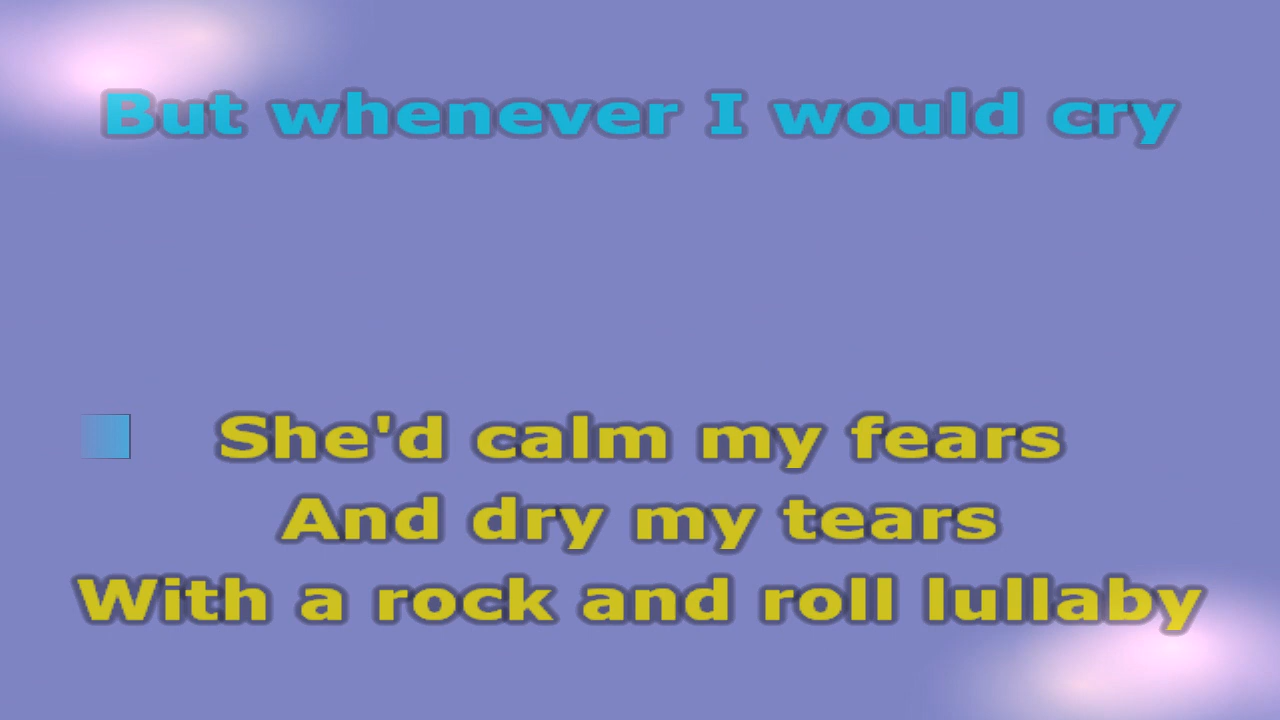 But whenever I would cry
She'd calm my fears
And dry my tears
With a rock and roll lullaby